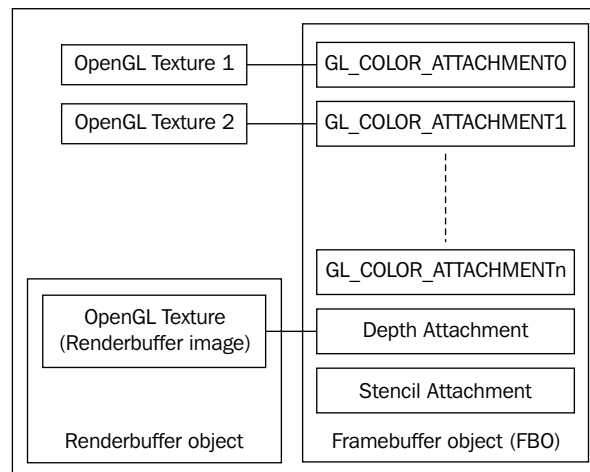 OpenGL Texture 1
GL_COLOR_ATTACHMENT0
OpenGL Texture 2
GL_COLOR_ATTACHMENT1
GL_COLOR_ATTACHMENTn
OpenGL Texture
(Renderbuffer image)
Depth Attachment
Stencil Attachment
Renderbuffer object
Framebuffer object (FBO)